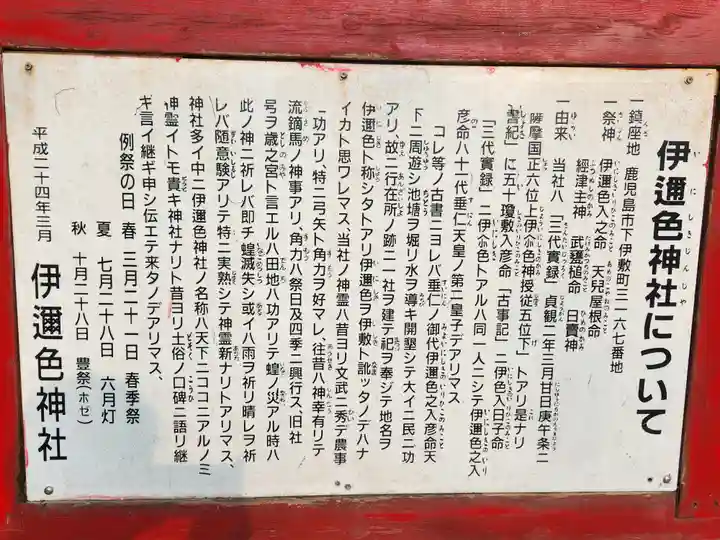 伊邇色神社について
一鎮座地　鹿児島市下伊敷町三一六七番地
一祭神　伊邇色入之命　天兒屋根命
經津主神　武甕槌命　日賣神
一由来　当社ハ「三代實録」貞観二年三月廿日庚午条ニ
薩摩国正六位上伊尒色神授従五位下」トアリ是ナリ
書紀」に五十瓊敷入彦命「古事記」ニ伊色入日子命
「三代實録」ニ伊尒色トアルハ同一人ニシテ伊邇色之入
彦命ハ十一代垂仁天皇ノ第二皇子デアリマス
コレ等ノ古書ニヨレバ垂仁ノ御代伊邇色之入彦命天
下ニ周遊シ池塘ヲ堀リ水ヲ導キ開墾シテ大イニ民ニ功
アリ、故ニ行在所ノ跡ニ一社ヲ建テ祀ヲ奉ジテ地名ヲ
伊邇色ト称シタトアリ伊邇色ヲ伊敷ト訛ッタノデハナ
イカト思ワレマス、当社ノ神霊ハ昔ヨリ文武ニ秀デ農事
ニ功アリ、特ニ弓矢ト角力ヲ好マレ、往昔ハ神幸有リテ
流鏑馬ノ神事アリ、角力ハ祭日及四季ニ興行ス、旧社
号ヲ歳之宮ト言エル八田地ハ功アリテ蝗ノ災アル時ハ
此ノ神ニ祈レバ即チ蝗滅失シ或イハ雨ヲ祈リ晴レヲ祈
レバ随意験アリテ特ニ実熟シテ神霊新ナリトアリマス、
神社多イ中ニ伊邇色神社ノ名称ハ天下ニココニアルノミ
神霊イトモ貴キ神社ナリト昔ヨリ土俗ノ口碑ニ語リ継
ギ言イ継ギ申シ伝エテ来タノデアリマス、
例祭の日　春　三月二十一日　春季祭
夏　七月二十八日　六月灯
秋　十月二十八日　豊祭（ホゼ）
平成二十四年三月　伊邇色神社